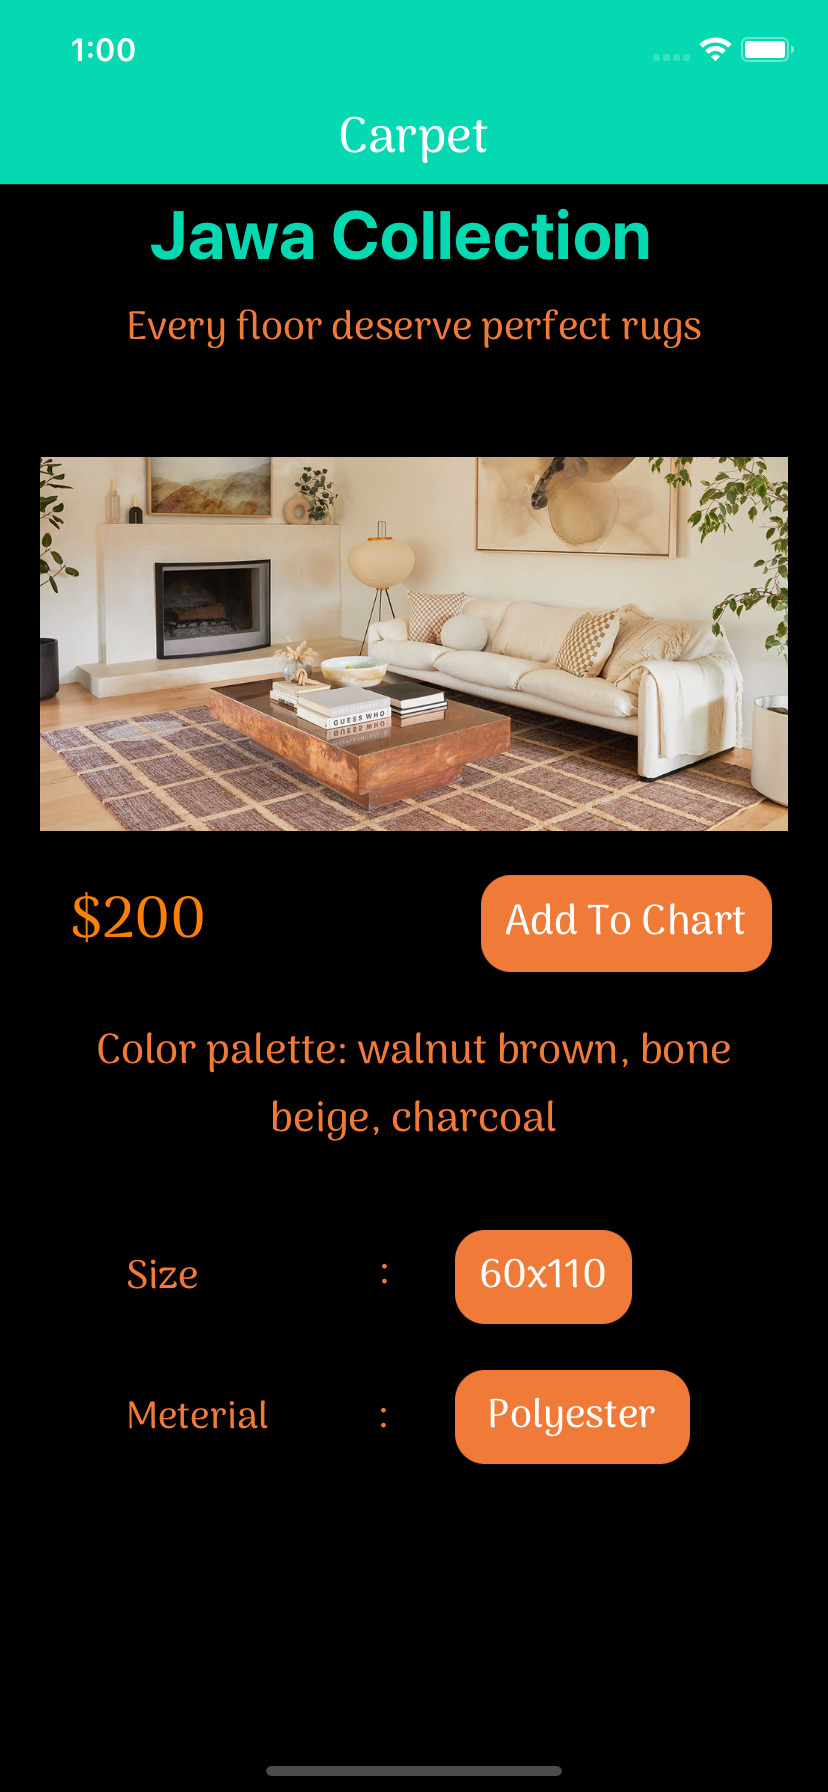 1:00
Carpet
Jawa Collection
Every floor deserve perfect rugs
GUESS WHO
$200
Add To Chart
Color palette: walnut brown, bone
beige, charcoal
Size : 60x110
Meterial : Polyester